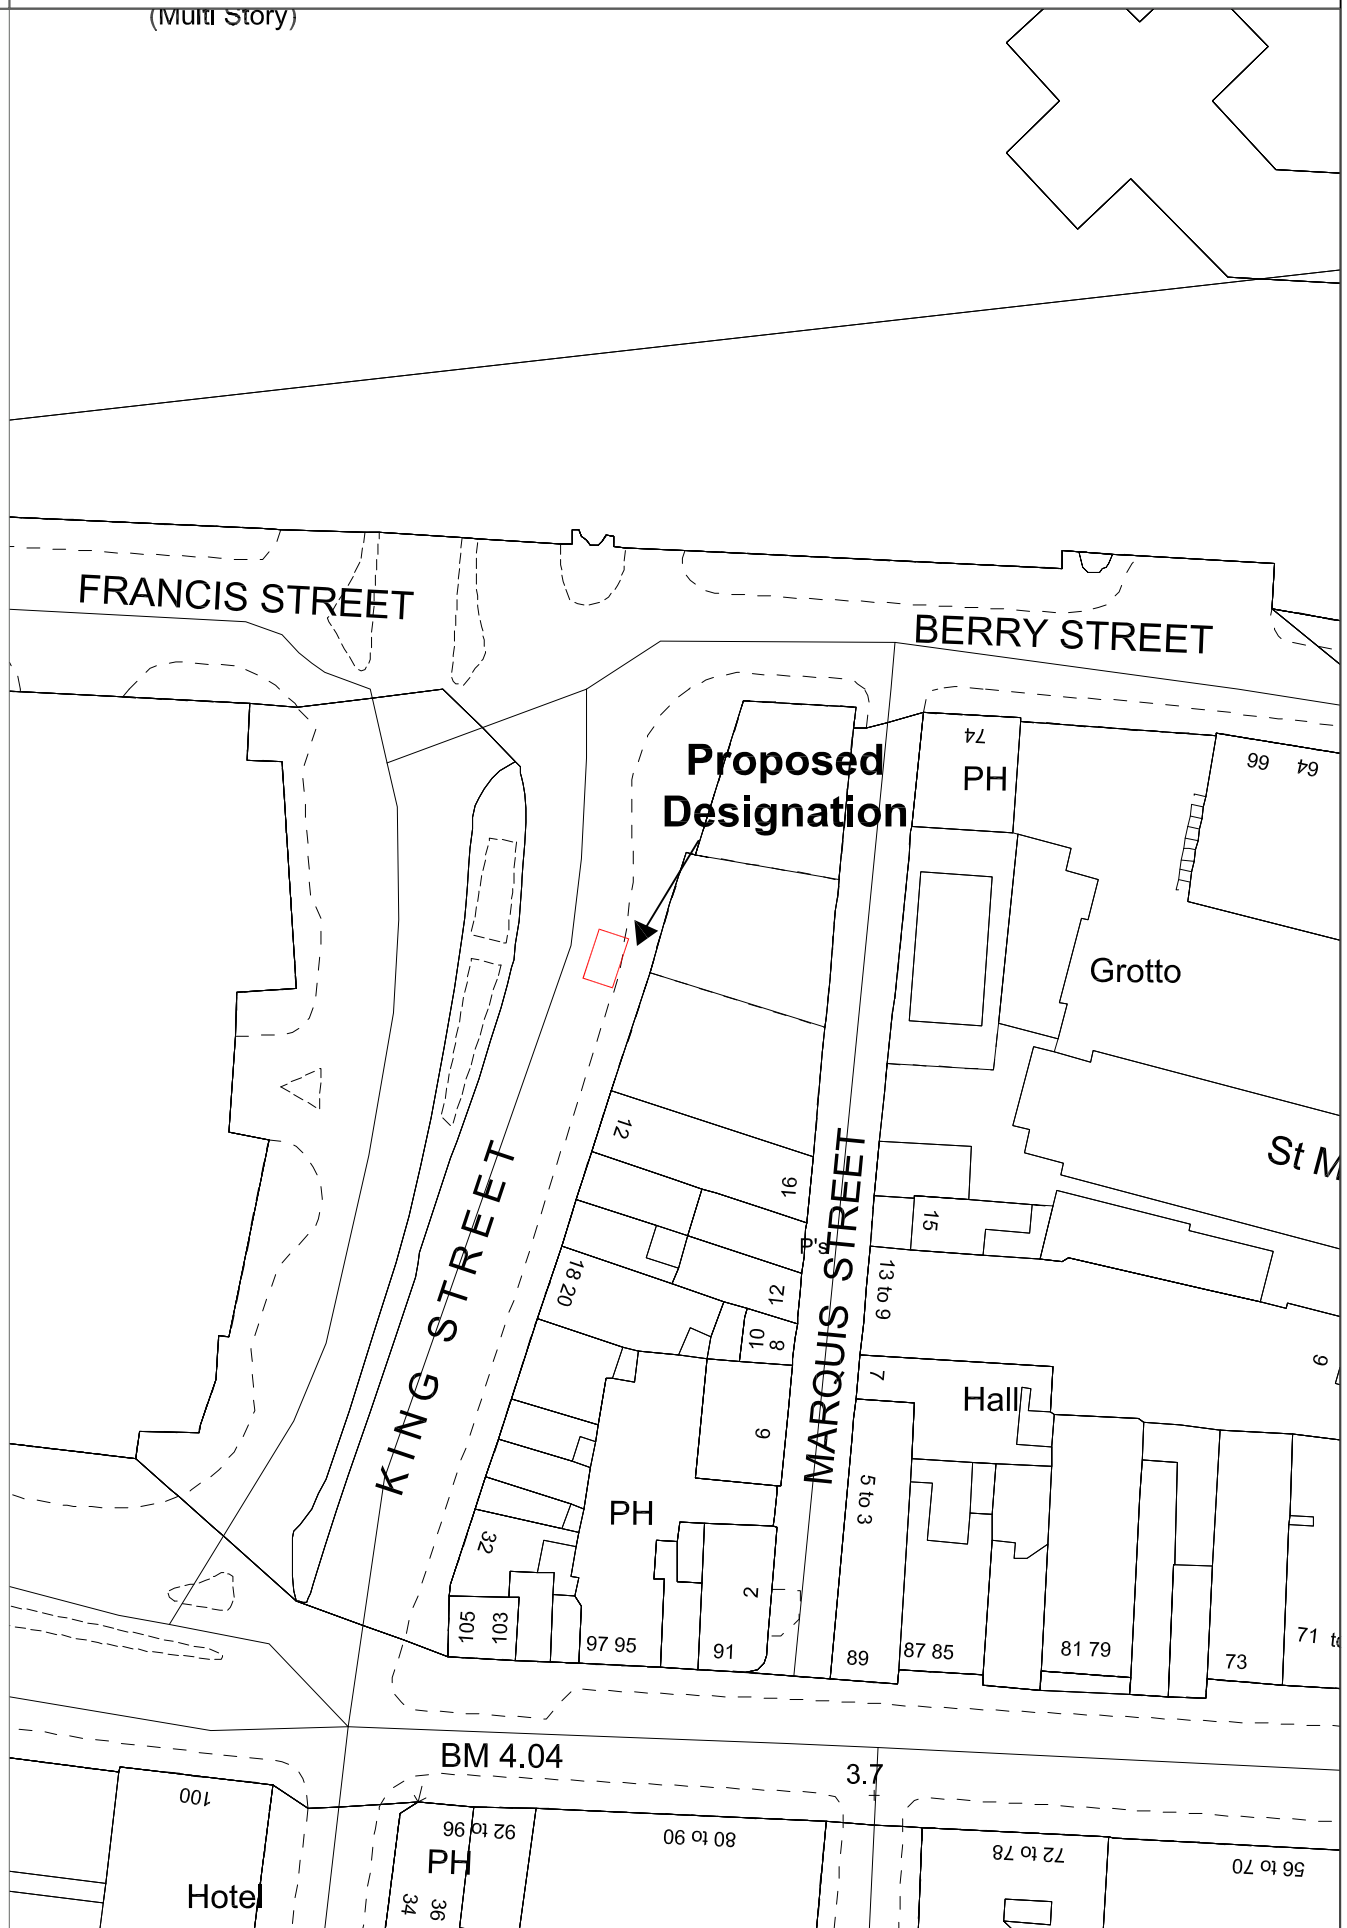 (Multi Story)
FRANCIS STREET
BERRY STREET
Proposed
Designation
74
PH
66
64
Grotto
St M
12
16
15
P's
13 to 9
18 20
12
10
8
KING STREET
MARQUIS STREET
7
Hall
9
6
5 to 3
PH
32
2
105
103
97 95
91
89
87 85
81 79
73
71
BM 4.04
3.7
100
92 to 96
80 to 90
72 to 78
56 to 70
PH
Hotel
34
36